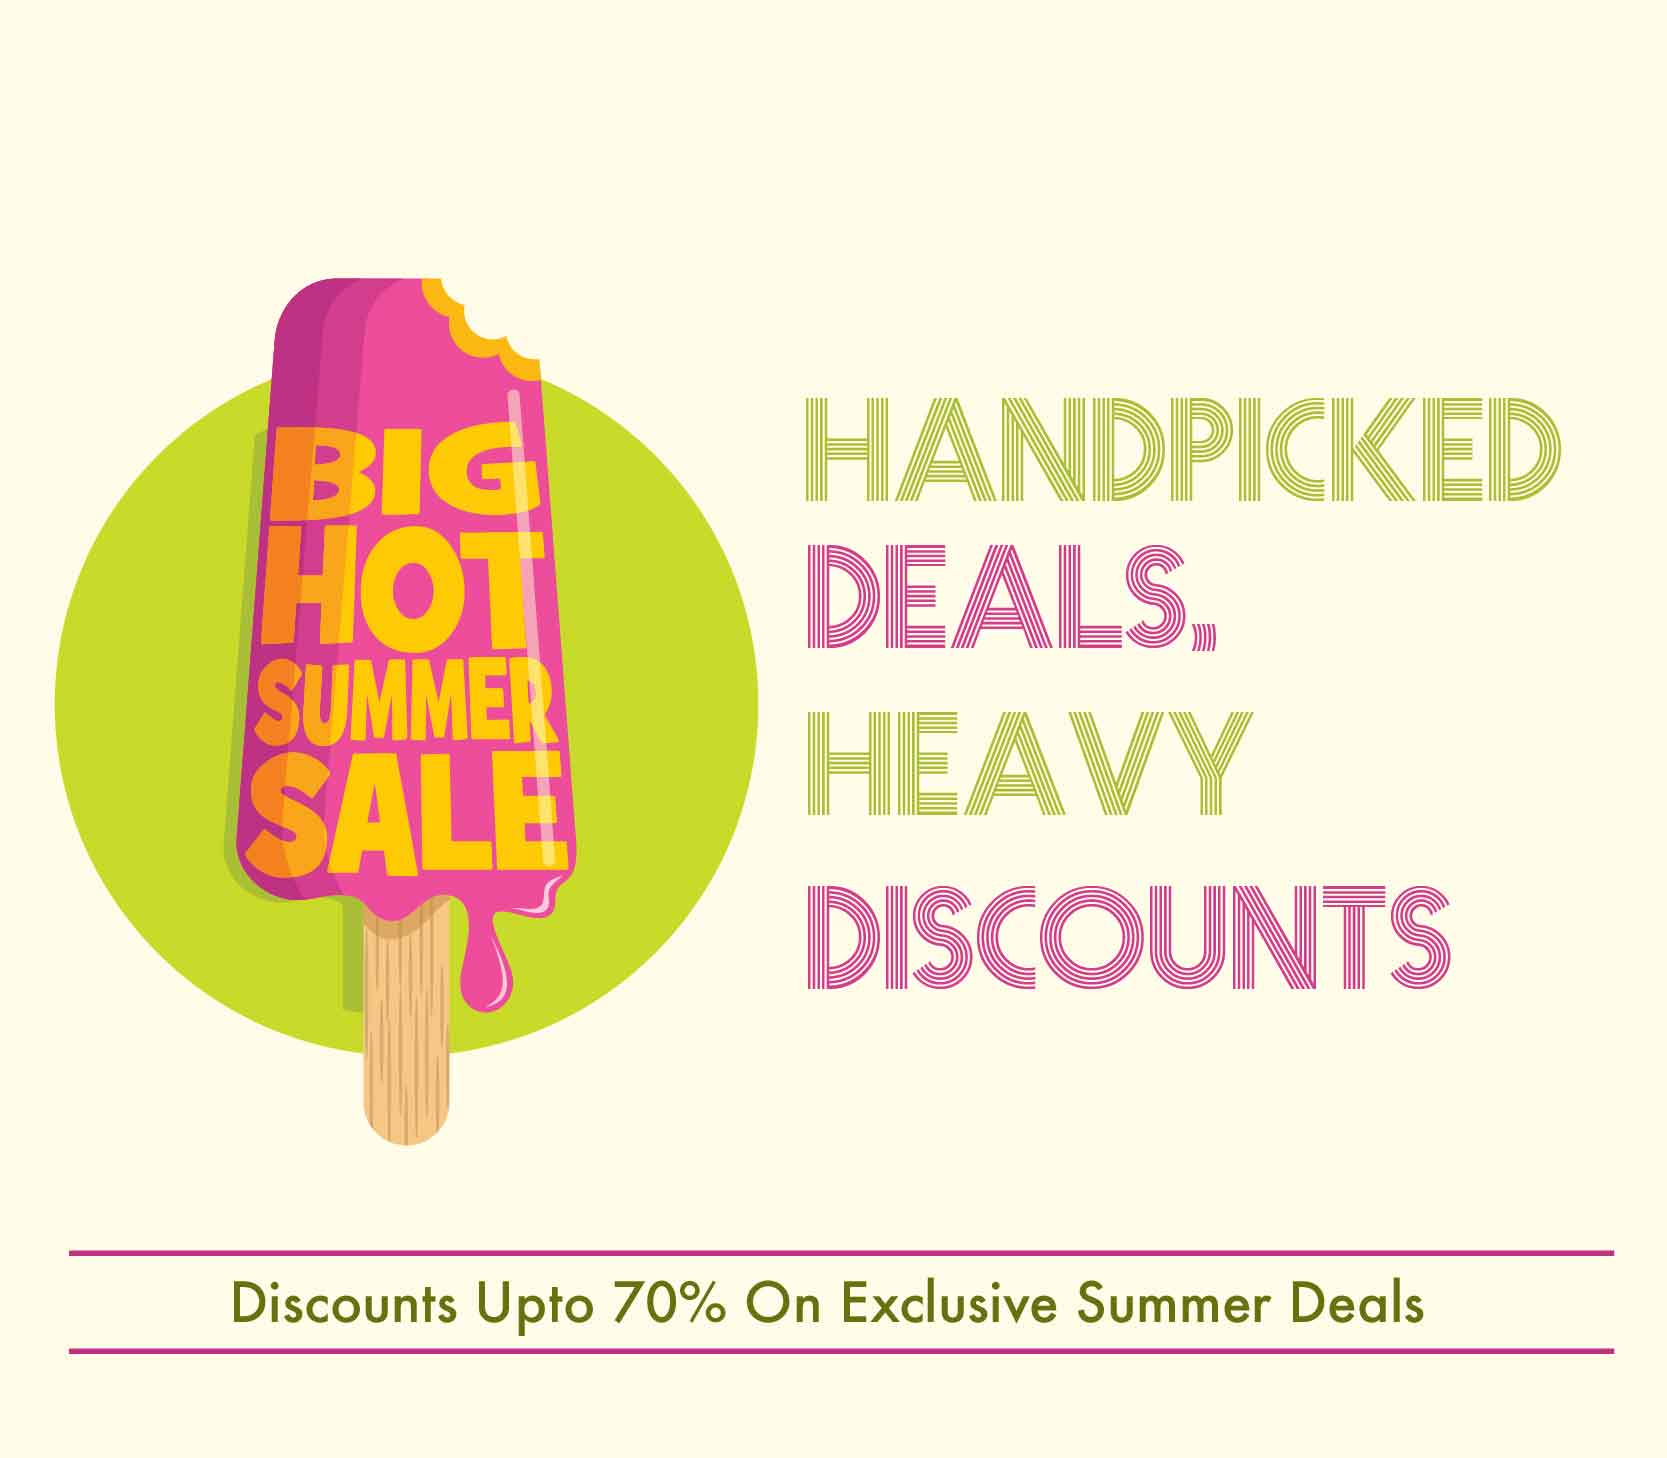 BIG
HOT
SUMMER
SALE
HANDPICKED
DEALS,
HEAVY
DISCOUNTS
Discounts Upto 70% On Exclusive Summer Deals